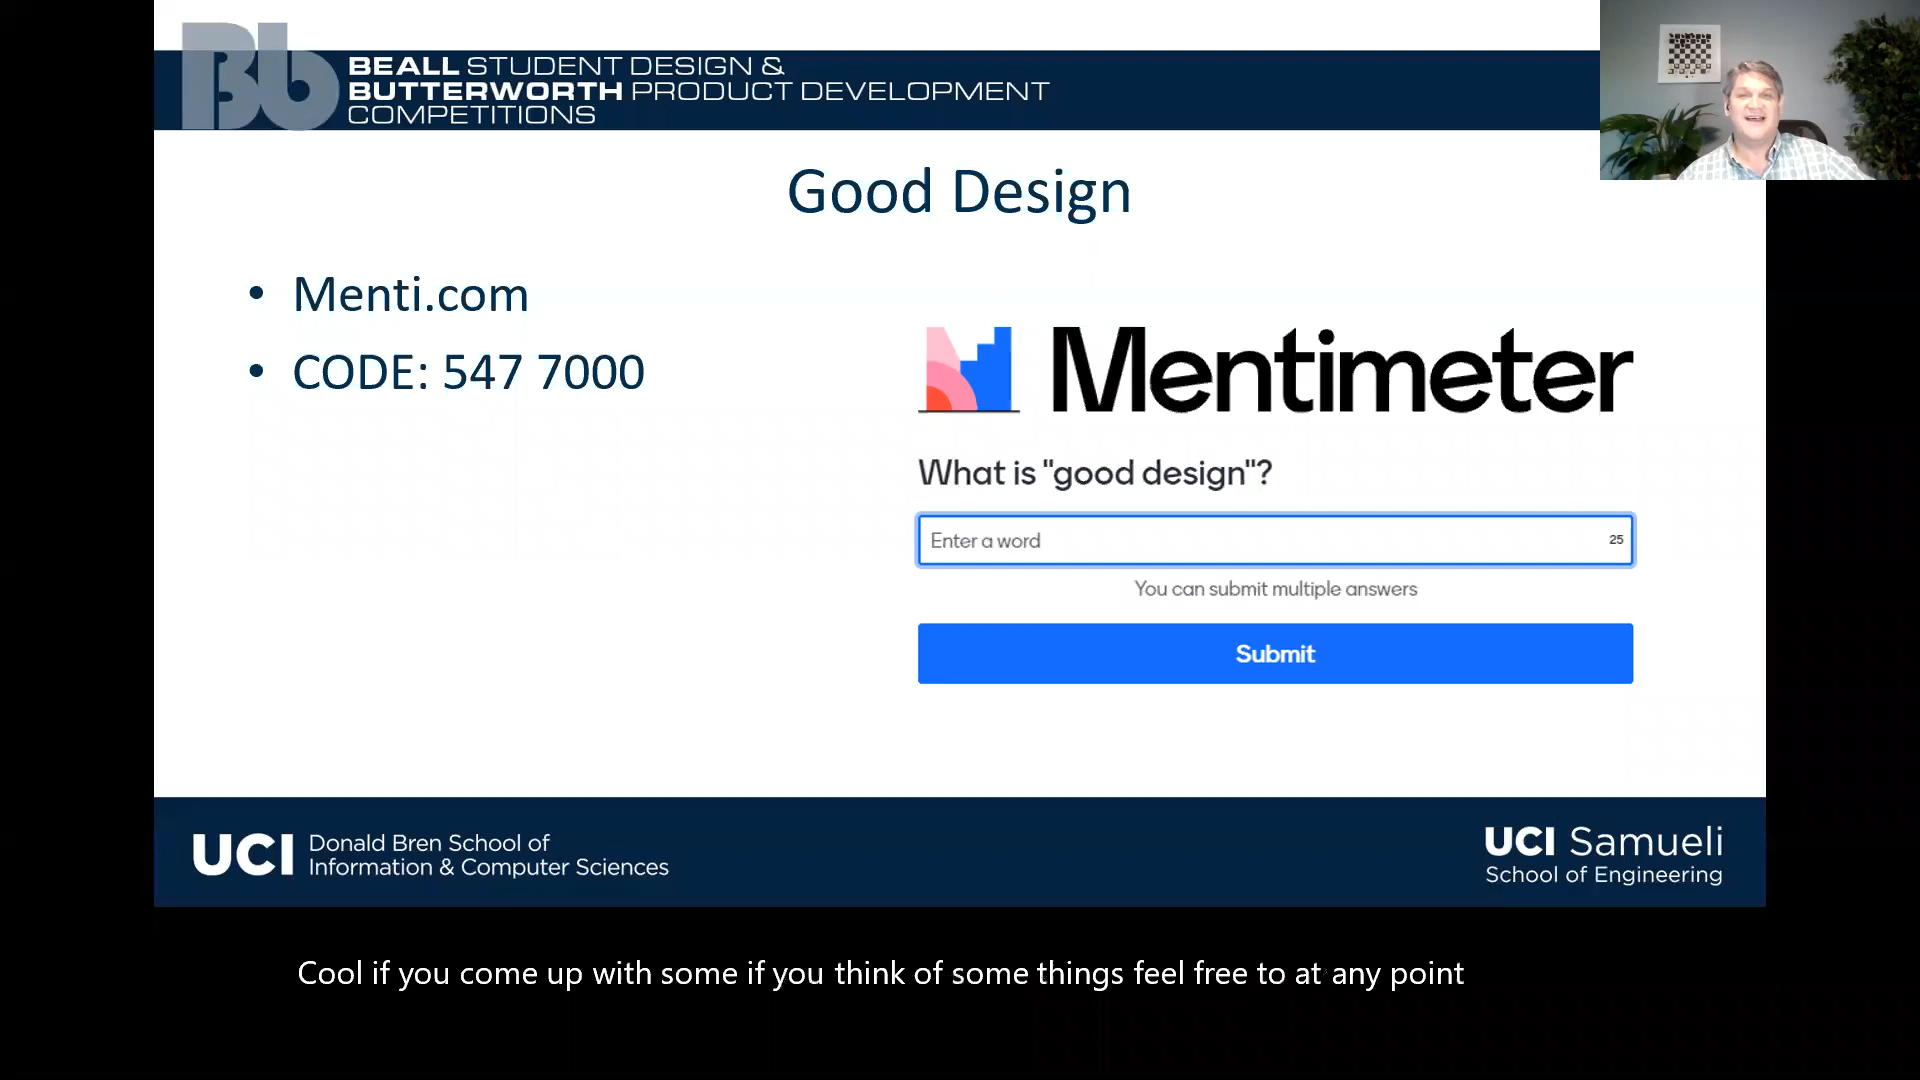 Bb
BEALL STUDENT DESIGN &
BUTTERWORTH PRODUCT DEVELOPMENT
COMPETITIONS
Good Design
• Menti.com
• CODE: 547 7000
Mentimeter
What is "good design"?
Enter a word 25
You can submit multiple answers
Submit
UCI Donald Bren School of
Information & Computer Sciences
UCI Samueli
School of Engineering
Cool if you come up with some if you think of some things feel free to at any point